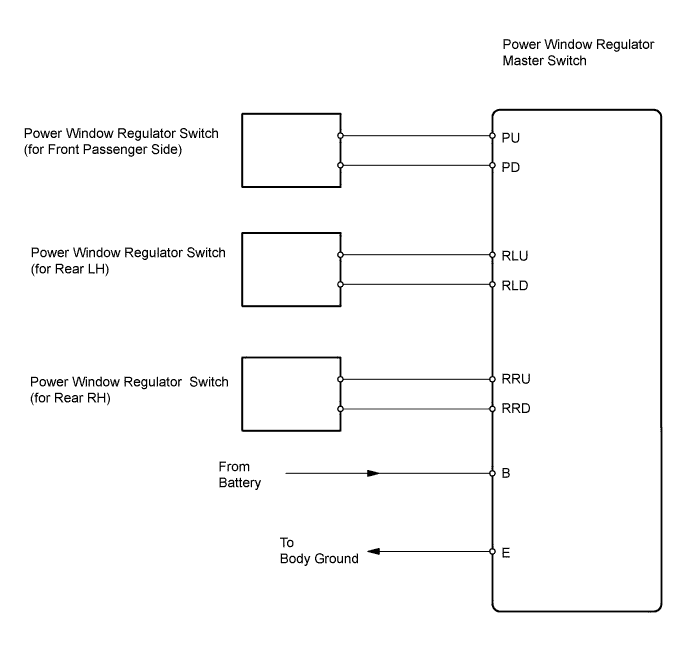 Power Window Regulator
Master Switch
Power Window Regulator Switch
(for Front Passenger Side)
PU
PD
Power Window Regulator Switch
(for Rear LH)
RLU
RLD
Power Window Regulator Switch
(for Rear RH)
RRU
RRD
From
Battery
B
To
Body Ground
E